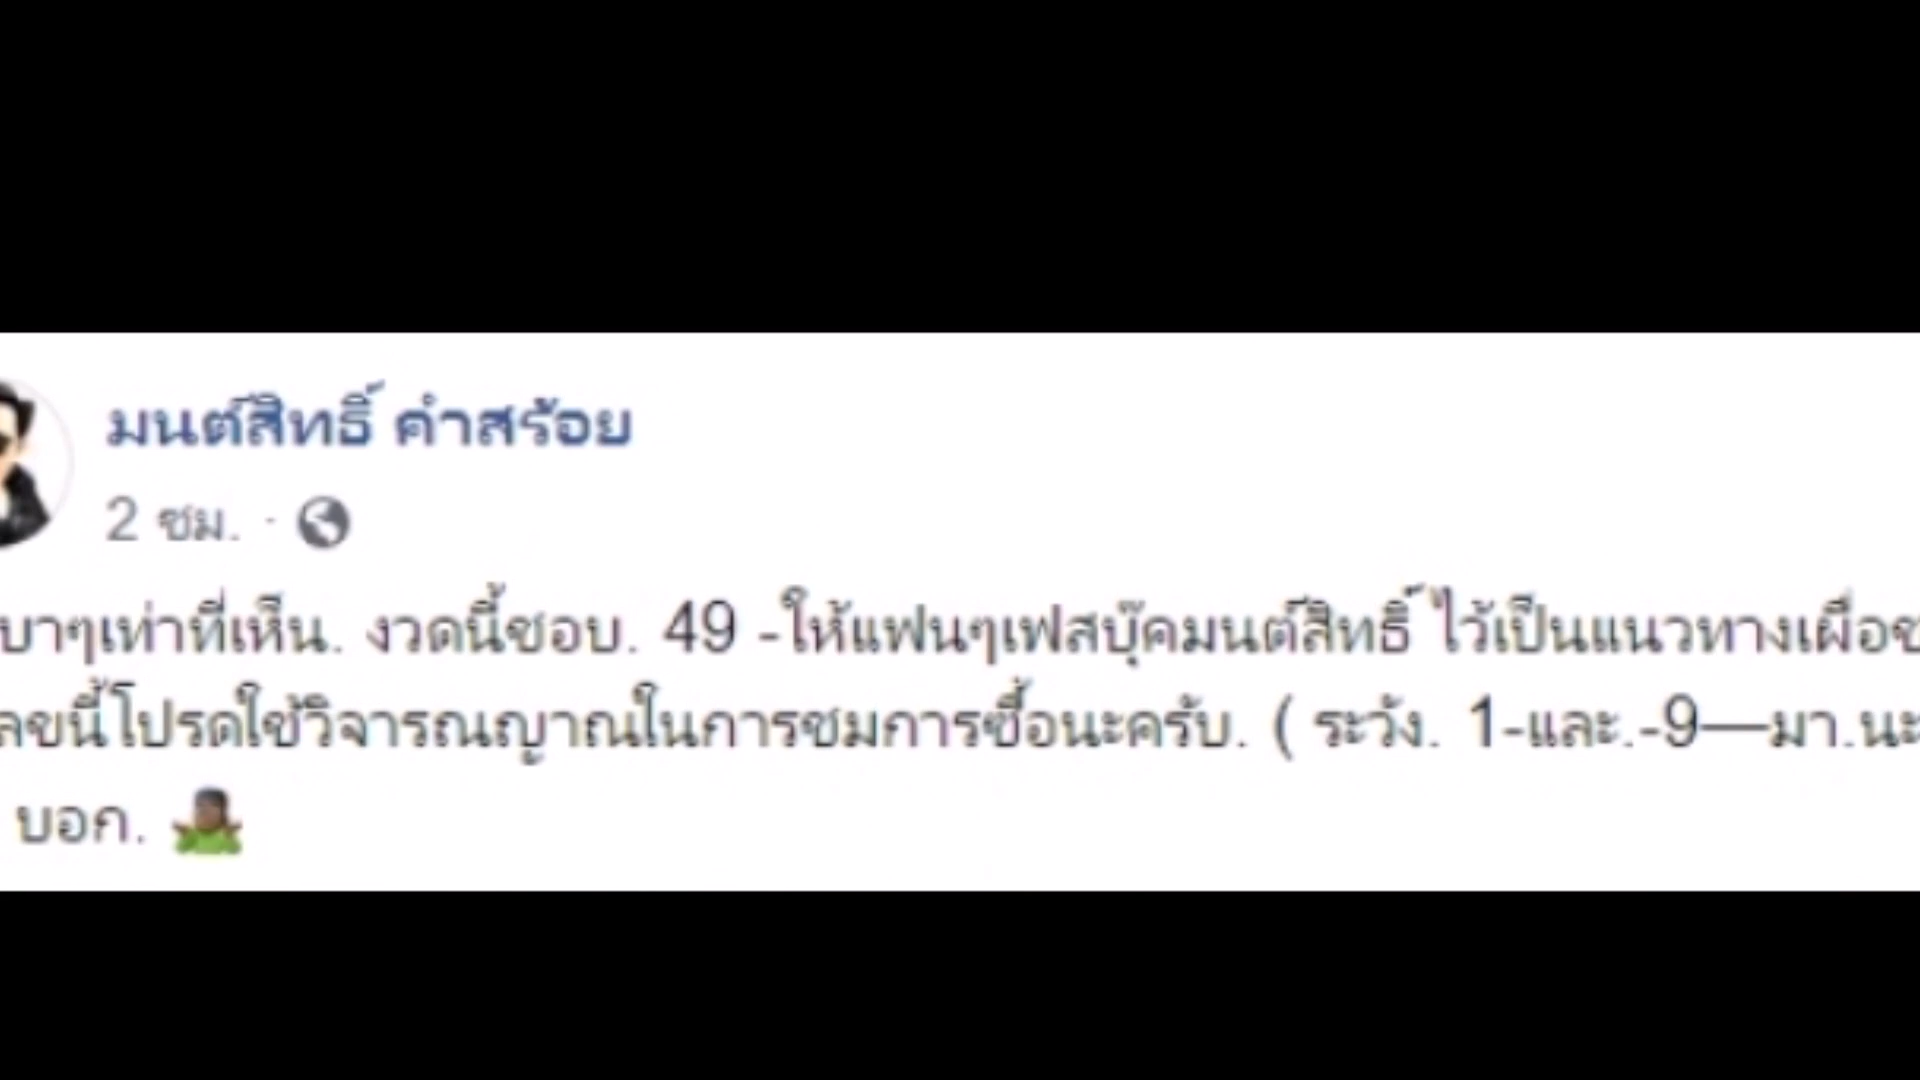 มนต์สิทธิ์ คำสร้อย
2 ชม. ·
บาๆเท่าที่เห็น. งวดนี้ชอบ. 49 -ให้แฟนๆเฟสบุ๊คมนต์สิทธิ์ ไว้เป็นแนวทางเผื่อ
ลขนี้โปรดใช้วิจารณญาณในการชมการซื้อนะครับ. ( ระวัง. 1-และ.-9—มา.นะ
บอก.